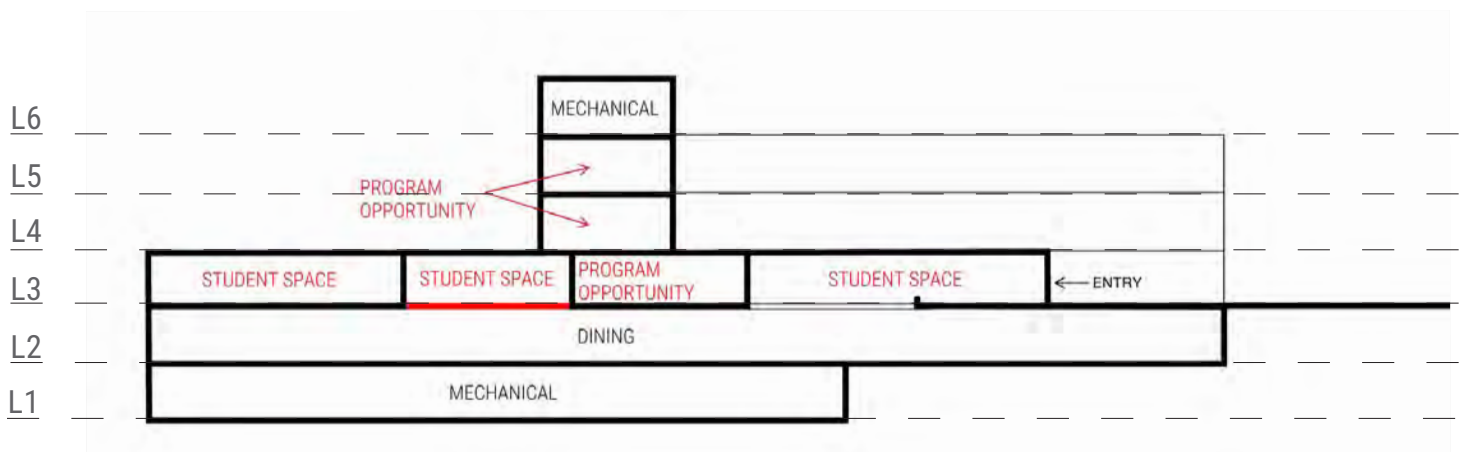 MECHANICAL
L6
L5
PROGRAM
OPPORTUNITY
L4
STUDENT SPACE
STUDENT SPACE
PROGRAM
OPPORTUNITY
STUDENT SPACE
ENTRY
L3
DINING
L2
MECHANICAL
L1